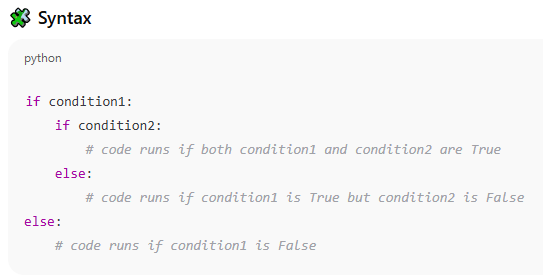 Syntax
python
if condition1:
    if condition2:
        # code runs if both condition1 and condition2 are True
    else:
        # code runs if condition1 is True but condition2 is False
else:
    # code runs if condition1 is False